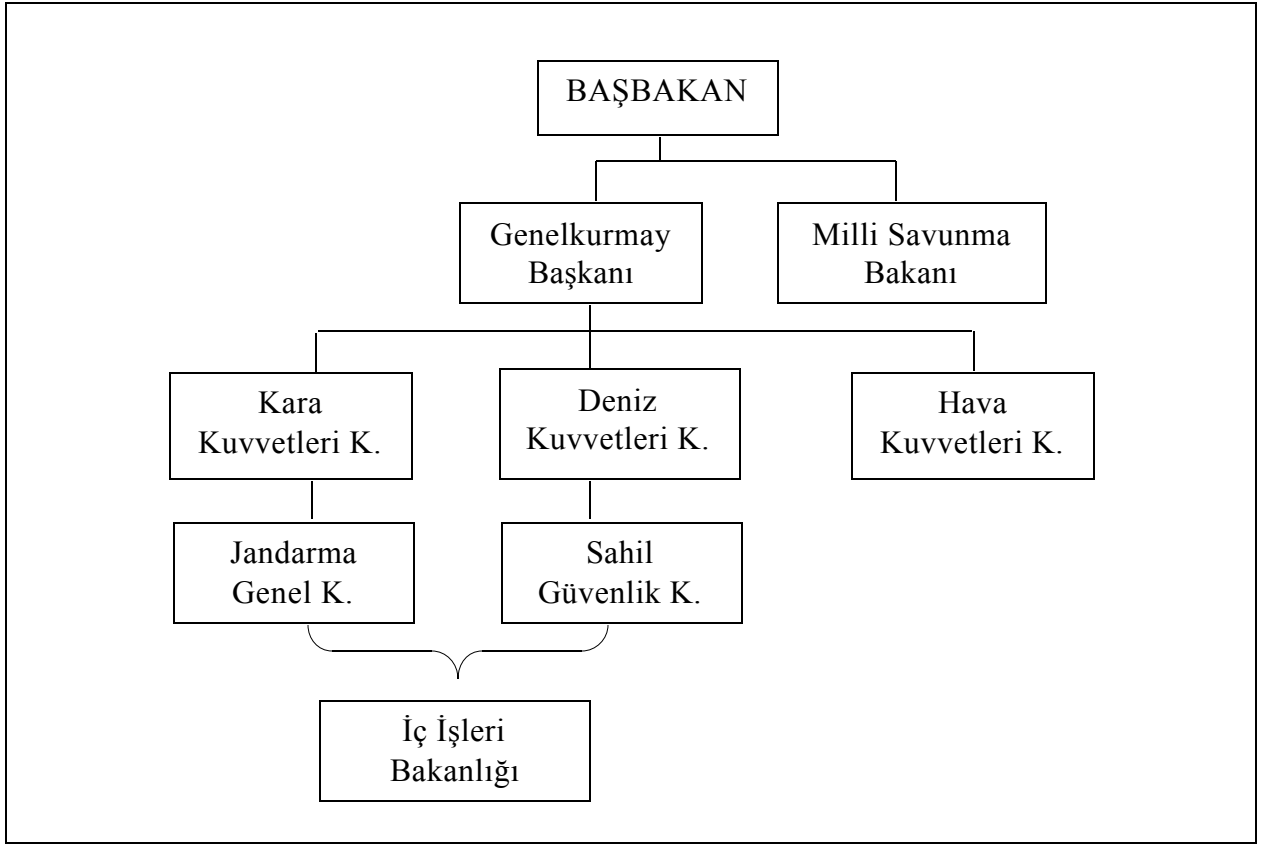 BAŞBAKAN
Genelkurmay
Başkanı
Milli Savunma
Bakanı
Kara
Kuvvetleri K.
Deniz
Kuvvetleri K.
Hava
Kuvvetleri K.
Jandarma
Genel K.
Sahil
Güvenlik K.
İç İşleri
Bakanlığı